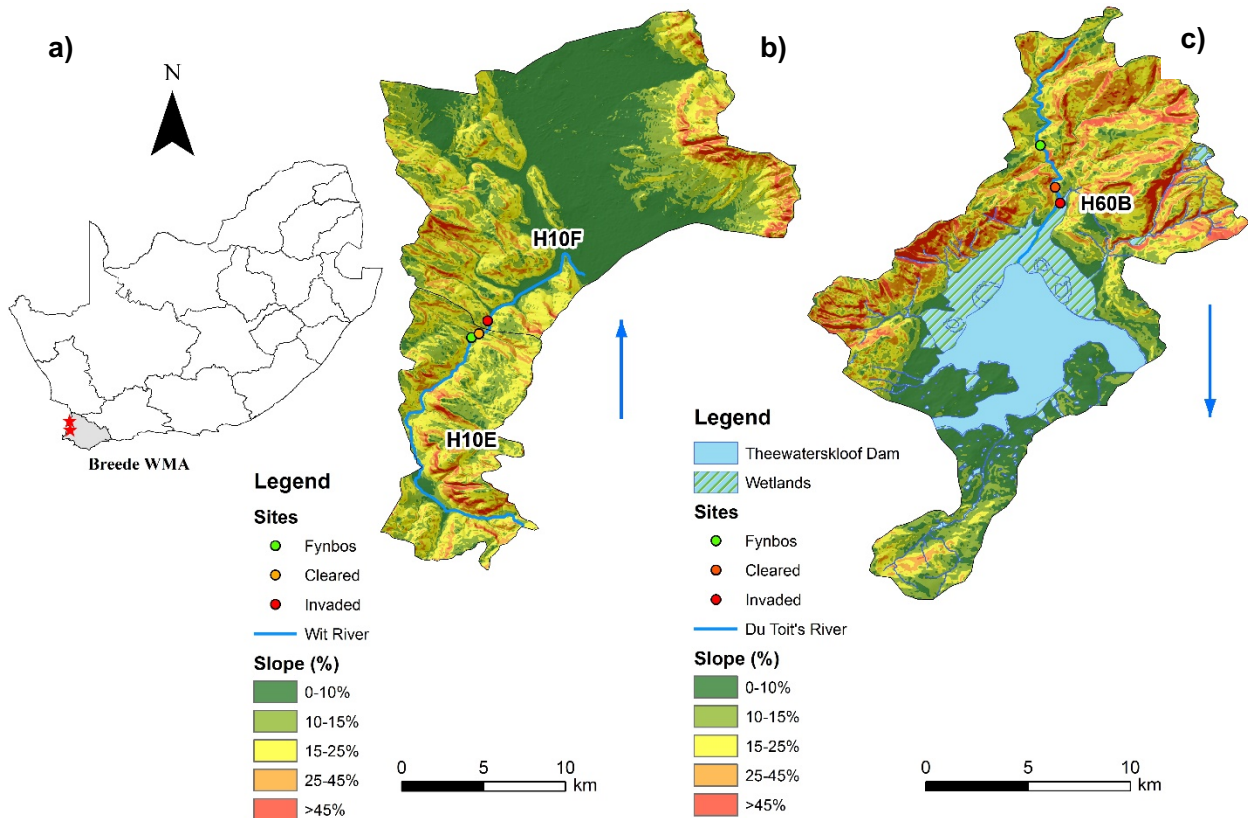 a)
N
Breede WMA
b)
H10F
H10E
Legend
Sites
Fynbos
Cleared
Invaded
Wit River
Slope (%)
0-10%
10-15%
15-25%
25-45%
>45%
0 5 10
km
c)
H60B
Legend
Theewaterskloof Dam
Wetlands
Sites
Fynbos
Cleared
Invaded
Du Toit's River
Slope (%)
0-10%
10-15%
15-25%
25-45%
>45%
0 5 10
km